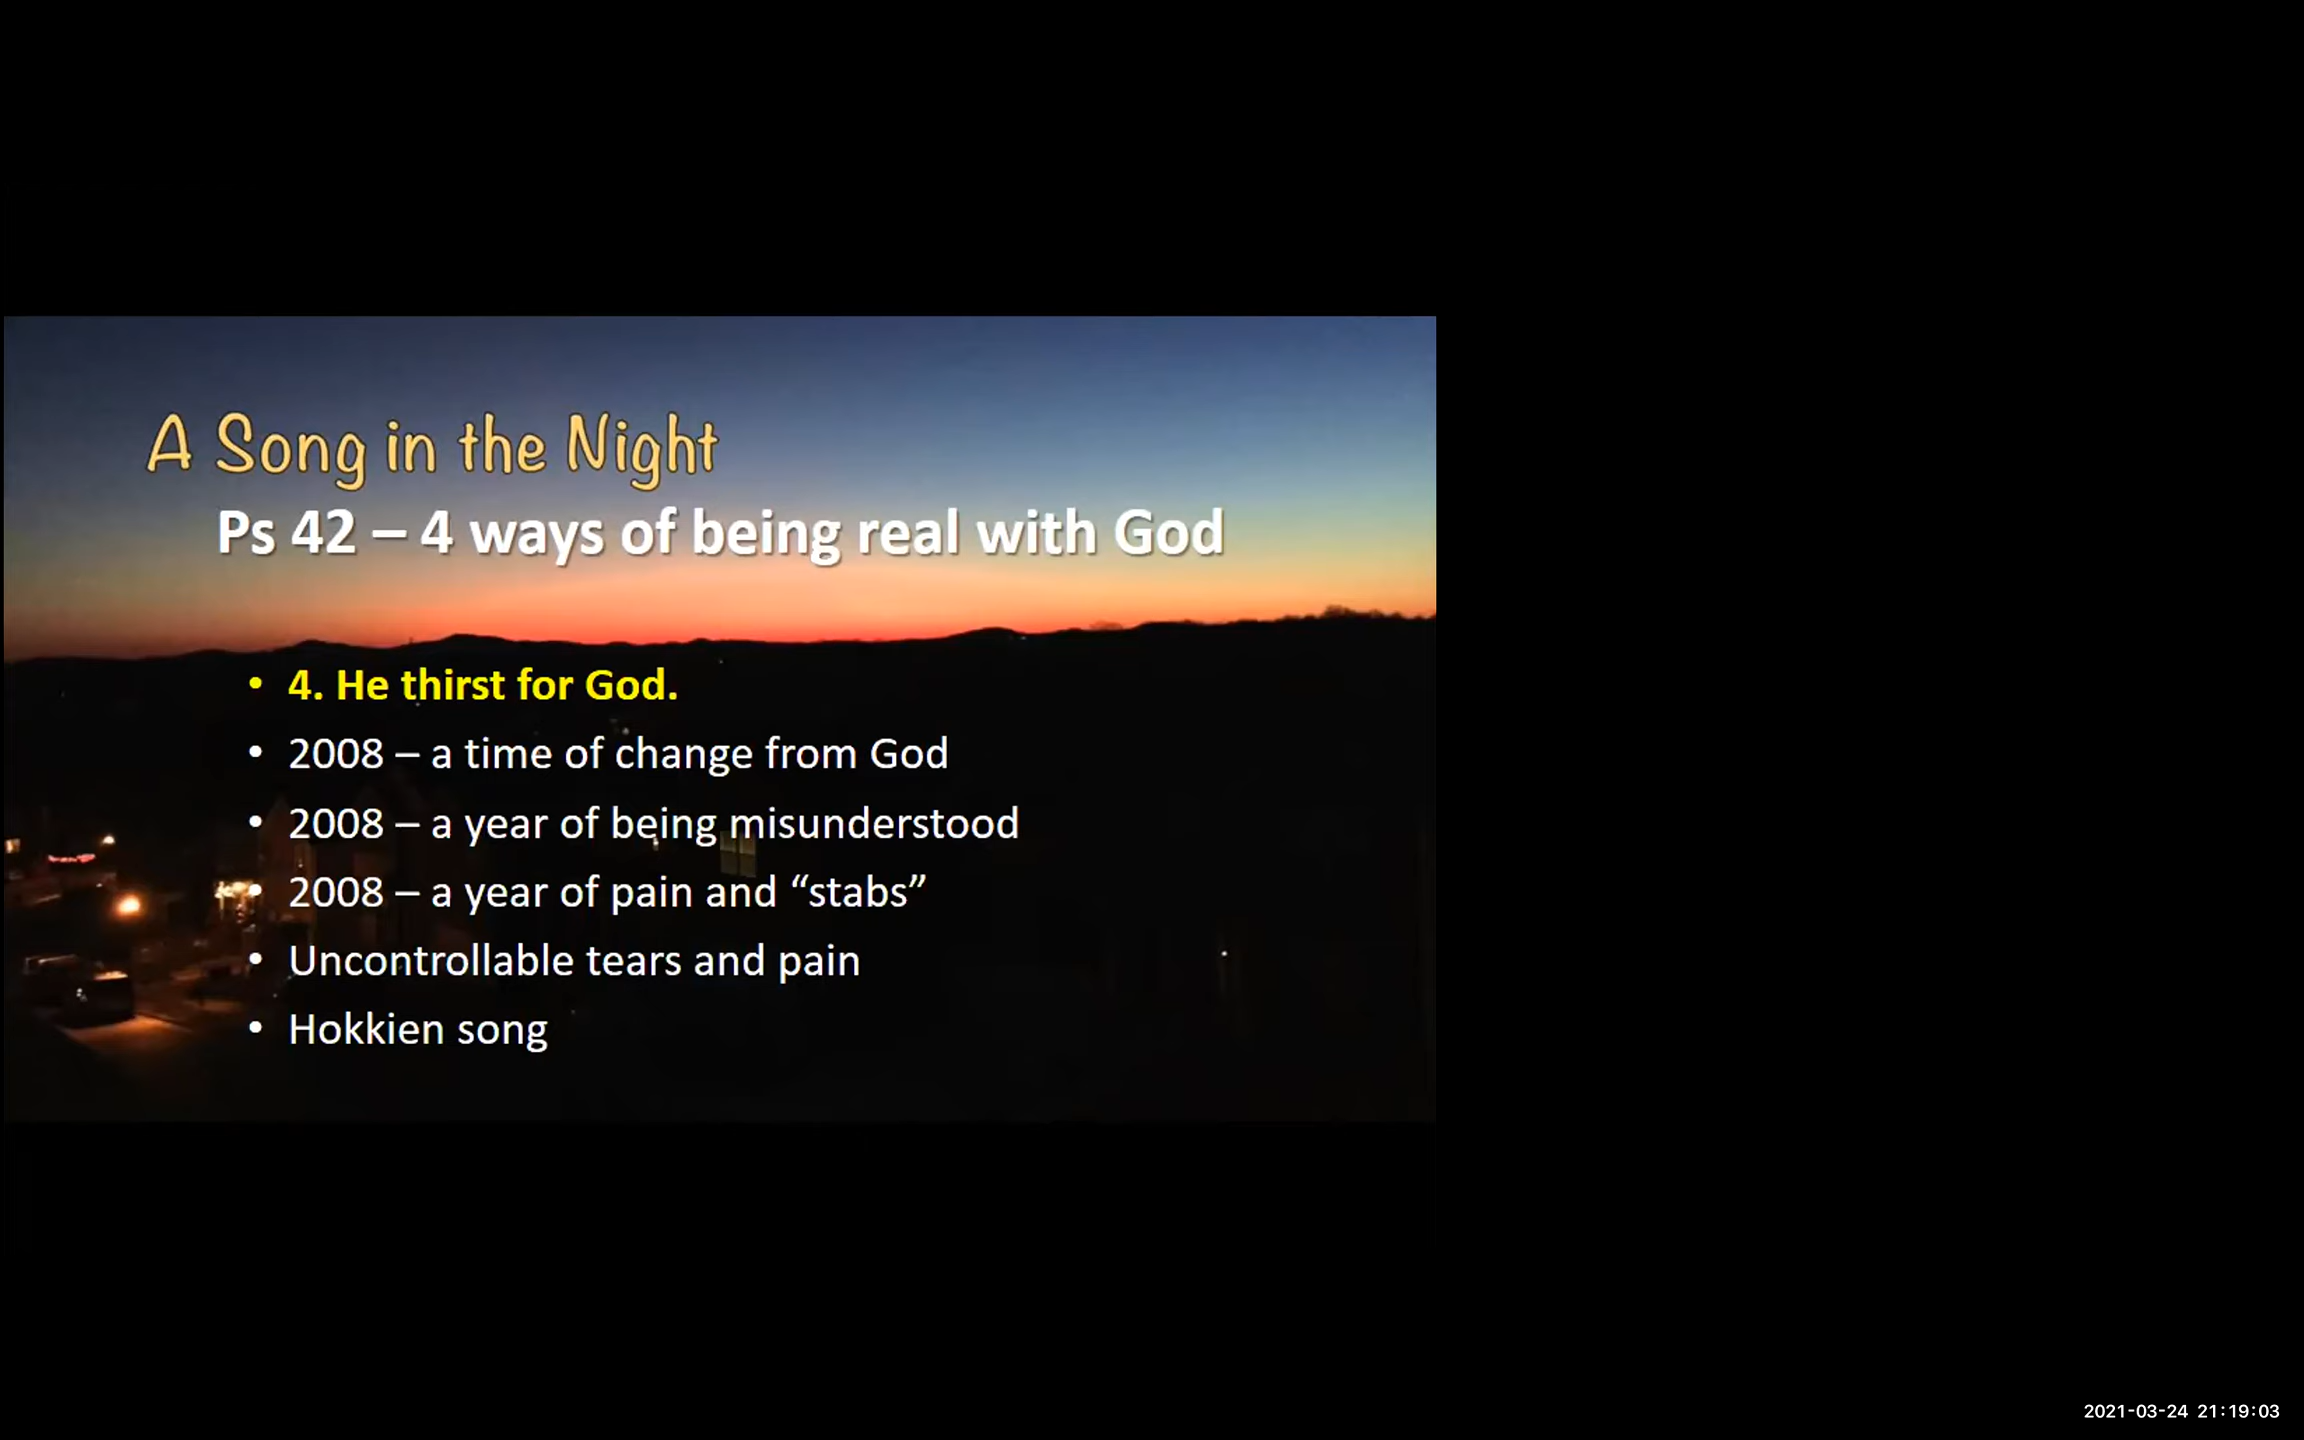 A Song in the Night
Ps 42 – 4 ways of being real with God
• 4. He thirst for God.
• 2008 – a time of change from God
• 2008 – a year of being misunderstood
• 2008 – a year of pain and “stabs”
• Uncontrollable tears and pain
• Hokkien song
2021-03-24 21:19:03